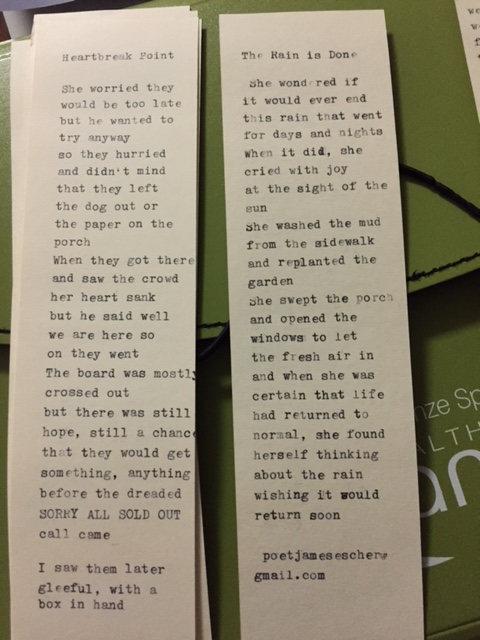 Heartbreak Point
She worried they
would be too late
but he wanted to
try anyway
so they hurried
and didn't mind
that they left
the dog out or
the paper on the
porch
When they got there
and saw the crowd
her heart sank
but he said well
we are here so
on they went
The board was mostly
crossed out
but there was still
hope, still a chance
that they would get
something, anything
before the dreaded
SORRY ALL SOLD OUT
call came
I saw them later
gleeful, with a
box in hand
The Rain is Done
She wondered if
it would ever end
this rain that went
for days and nights
When it did, she
cried with joy
at the sight of the
sun
She washed the mud
from the sidewalk
and replanted the
garden
She swept the porch
and opened the
windows to let
the fresh air in
and when she was
certain that life
had returned to
normal, she found
herself thinking
about the rain
wishing it would
return soon
gmail.com